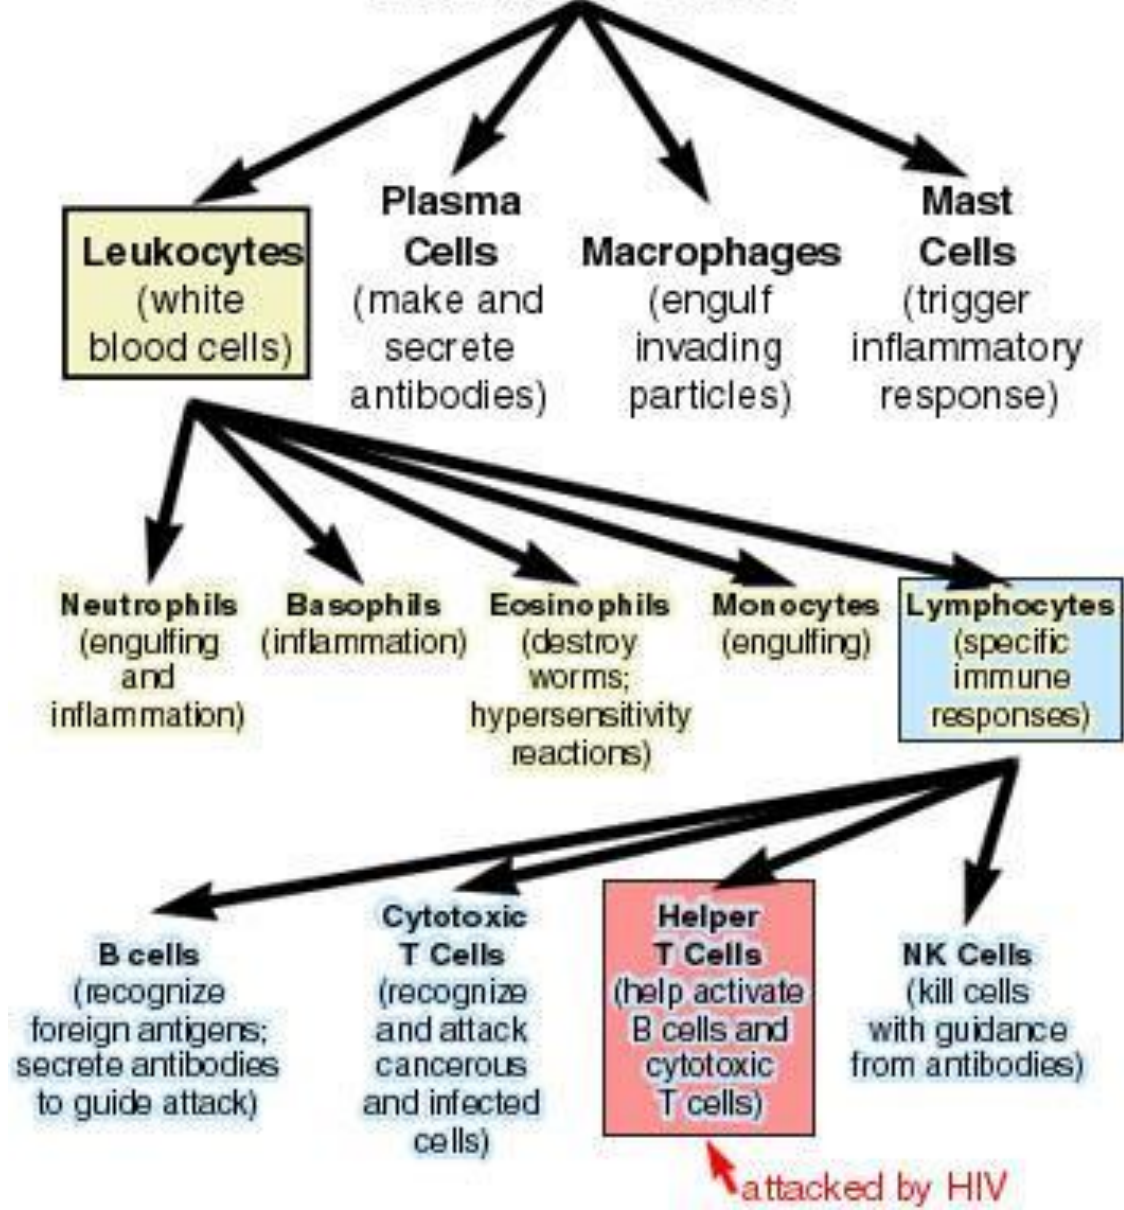 Leukocytes
(white
blood cells)
Plasma
Cells
(make and
secrete
antibodies)
Macrophages
(engulf
invading
particles)
Mast
Cells
(trigger
inflammatory
response)
Neutrophils
(engulfing
and
inflammation)
Basophils
(inflammation)
Eosinophils
(destroy
worms;
hypersensitivity
reactions)
Monocytes
(engulfing)
Lymphocytes
(specific
immune
responses)
B cells
(recognize
foreign antigens;
secrete antibodies
to guide attack)
Cytotoxic
T Cells
(recognize
and attack
cancerous
and infected
cells)
Helper
T Cells
(help activate
B cells and
cytotoxic
T cells)
NK Cells
(kill cells
with guidance
from antibodies)
attacked by HIV